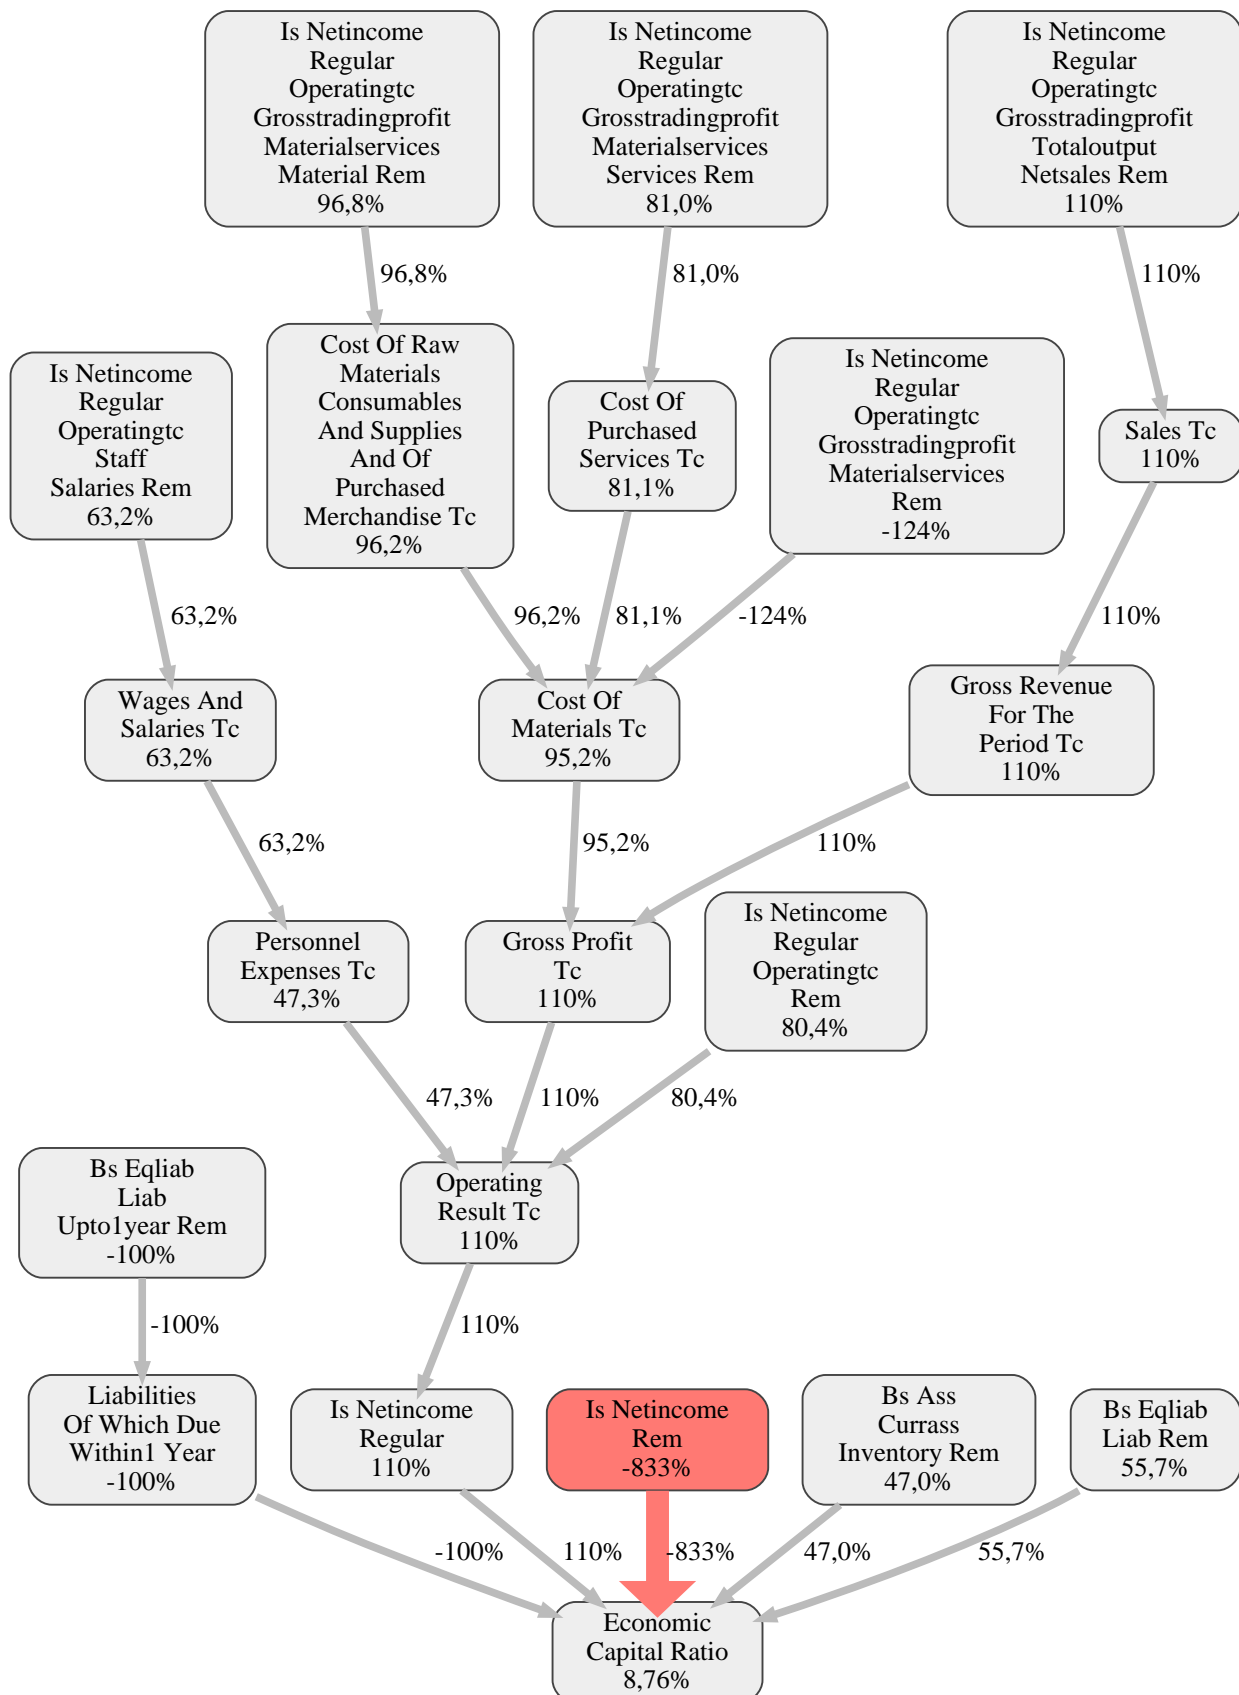 Is Netincome
Regular
Operatingtc
Grosstradingprofit
Materialservices
Material Rem
96,8%
Is Netincome
Regular
Operatingtc
Grosstradingprofit
Materialservices
Services Rem
81,0%
Is Netincome
Regular
Operatingtc
Grosstradingprofit
Totaloutput
Netsales Rem
110%
96,8%
81,0%
110%
Is Netincome
Regular
Operatingtc
Staff
Salaries Rem
63,2%
Cost Of Raw
Materials
Consumables
And Supplies
And Of
Purchased
Merchandise Tc
96,2%
Cost Of
Purchased
Services Tc
81,1%
Is Netincome
Regular
Operatingtc
Grosstradingprofit
Materialservices
Rem
-124%
Sales Tc
110%
63,2%
96,2%
81,1%
-124%
110%
Wages And
Salaries Tc
63,2%
Cost Of
Materials Tc
95,2%
Gross Revenue
For The
Period Tc
110%
63,2%
95,2%
110%
Personnel
Expenses Tc
47,3%
Gross Profit
Tc
110%
Is Netincome
Regular
Operatingtc
Rem
80,4%
47,3%
110%
80,4%
Bs Eqliab
Liab
Upto1year Rem
-100%
Operating
Result Tc
110%
-100%
110%
Liabilities
Of Which Due
Within1 Year
-100%
Is Netincome
Regular
110%
Is Netincome
Rem
-833%
Bs Ass
Currass
Inventory Rem
47,0%
Bs Eqliab
Liab Rem
55,7%
-100%
110%
-833%
47,0%
55,7%
Economic
Capital Ratio
8,76%